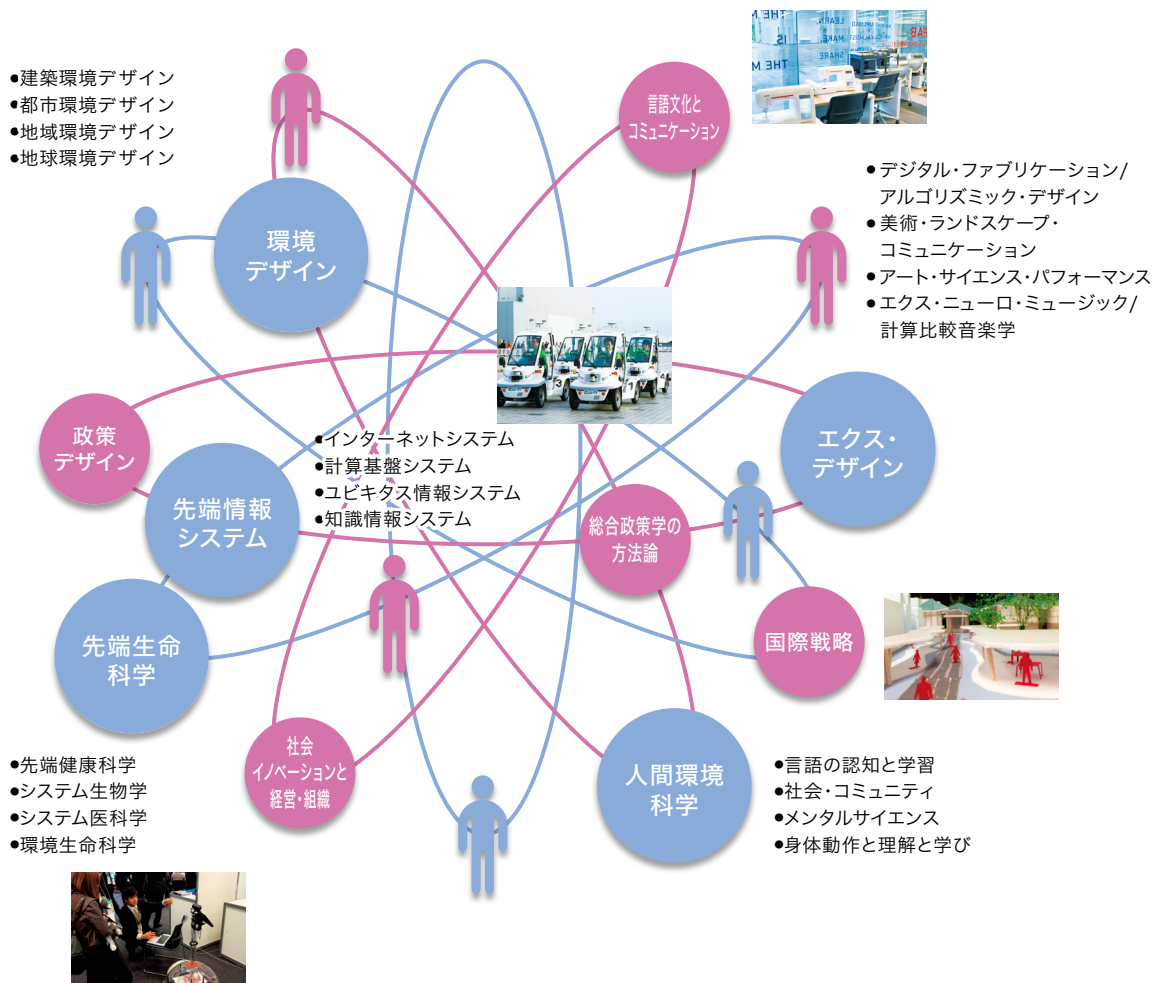 ●建築環境デザイン
●都市環境デザイン
●地域環境デザイン
●地球環境デザイン
環境
デザイン
言語文化と
コミュニケーション
THE M
IS
THE M
LEARN
MAKE
SHARE
FAB
●デジタル・ファブリケーション/
アルゴリズミック・デザイン
●美術・ランドスケープ・
コミュニケーション
●アート・サイエンス・パフォーマンス
●エクス・ニューロ・ミュージック/
計算比較音楽学
政策
デザイン
先端情報
システム
●インターネットシステム
●計算基盤システム
●ユビキタス情報システム
●知識情報システム
エクス・
デザイン
総合政策学の
方法論
先端生命
科学
国際戦略
社会
イノベーションと
経営・組織
人間環境
科学
●先端健康科学
●システム生物学
●システム医科学
●環境生命科学
●言語の認知と学習
●社会・コミュニティ
●メンタルサイエンス
●身体動作と理解と学び